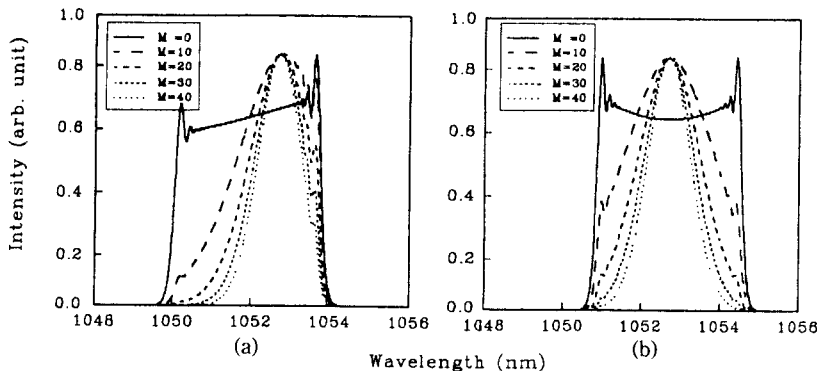 1.0
0.8
0.6
0.4
0.2
0.0
Intensity (arb. unit)
M =0
M=10
M=20
M=30
M=40
1048 1050 1052 1054 1056
(a)
1.0
0.8
0.6
0.4
0.2
0.0
M =0
M=10
M=20
M=30
M=40
1048 1050 1052 1054 1056
(b)
Wavelength (nm)